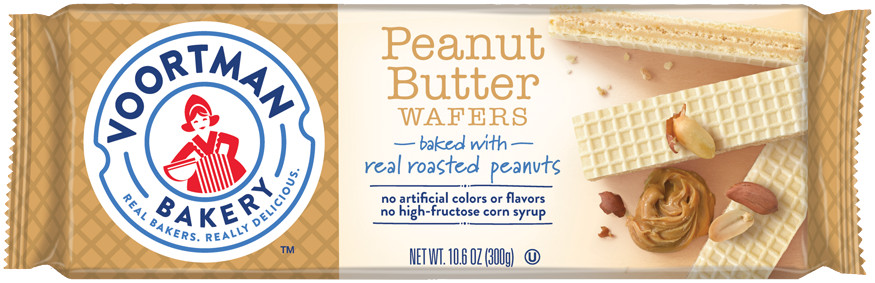 VOORTMAN
BAKERY
REAL BAKERS. REALLY DELICIOUS.
TM
Peanut
Butter
WAFERS
baked with
real roasted peanuts
no artificial colors or flavors
no high-fructose corn syrup
NET WT. 10.6 OZ (300g) U